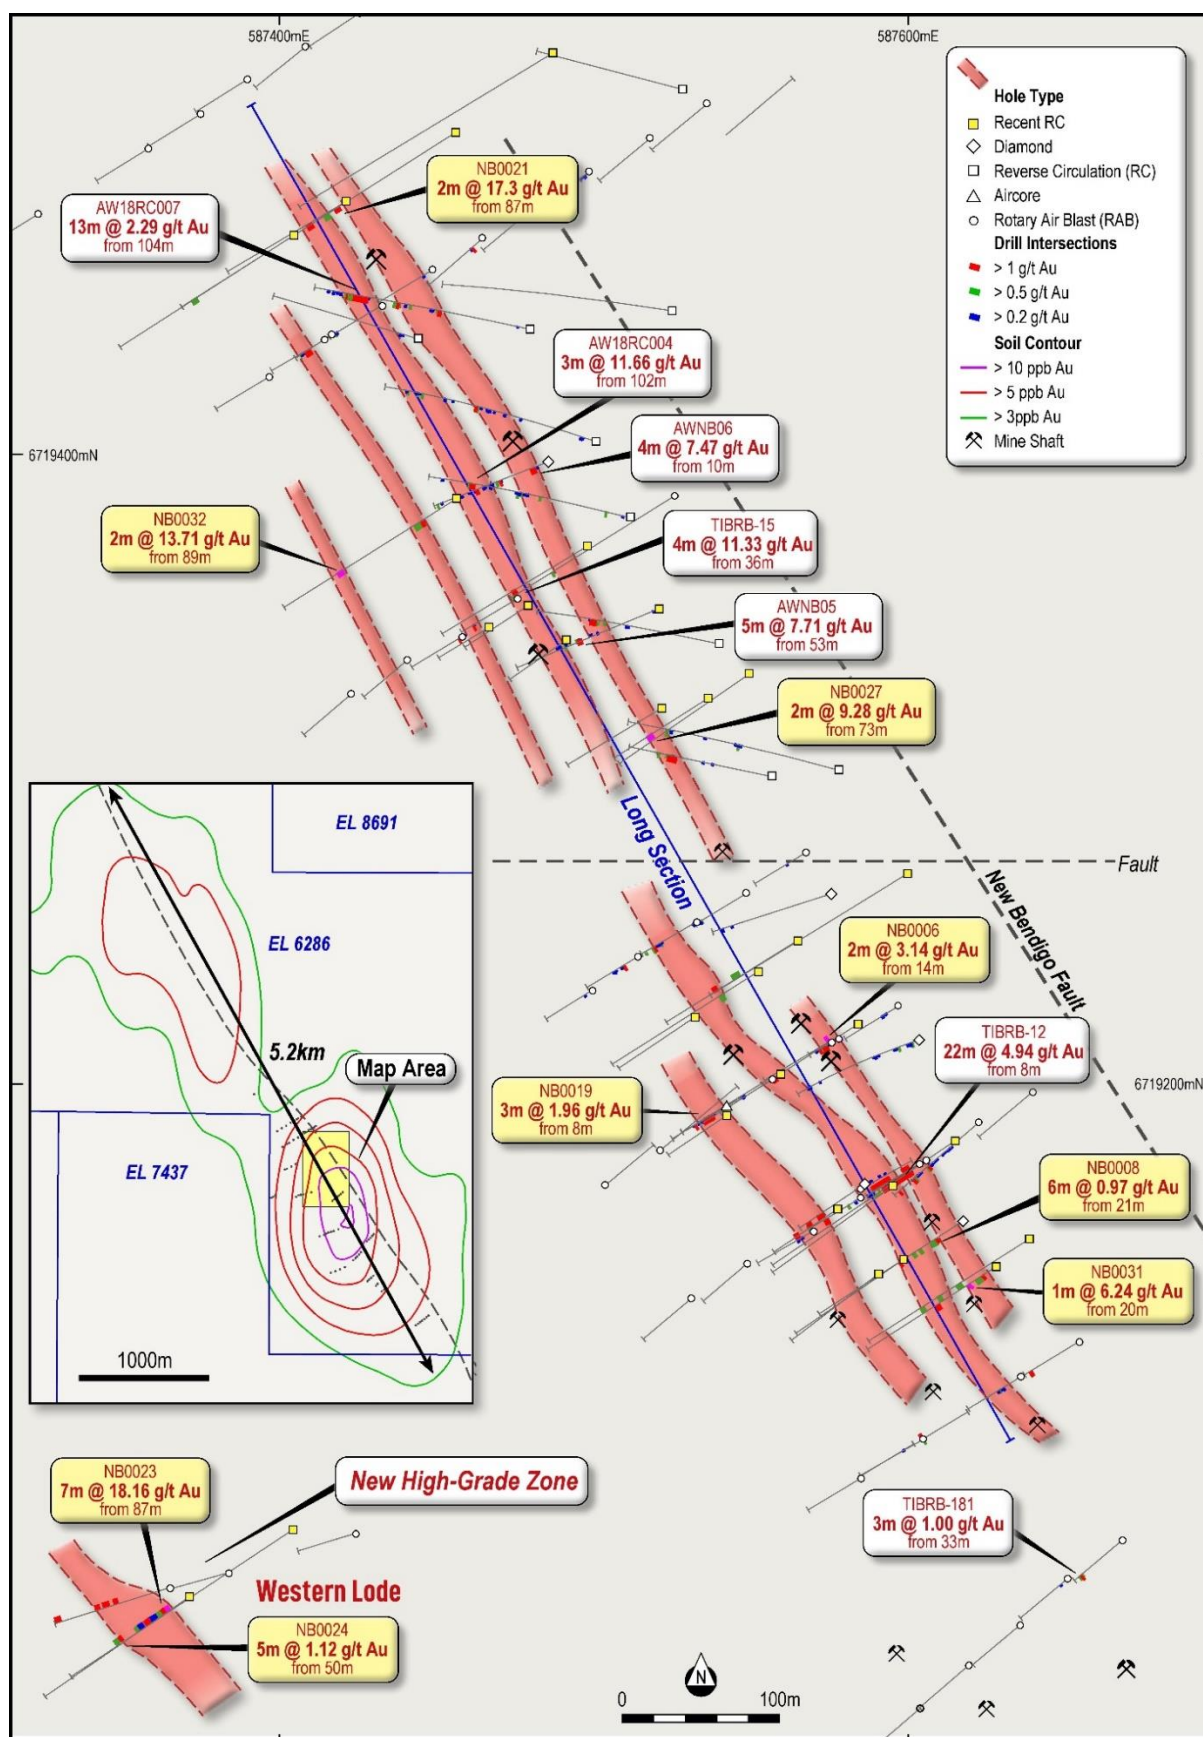 587400mE
587600mE
Hole Type
Recent RC
Diamond
Reverse Circulation (RC)
Aircore
Rotary Air Blast (RAB)
Drill Intersections
> 1 g/t Au
> 0.5 g/t Au
> 0.2 g/t Au
Soil Contour
> 10 ppb Au
> 5 ppb Au
> 3ppb Au
Mine Shaft
NB0021
2m @ 17.3 g/t Au
from 87m
AW18RC007
13m @ 2.29 g/t Au
from 104m
AW18RC004
3m @ 11.66 g/t Au
from 102m
AWNB06
4m @ 7.47 g/t Au
from 10m
6719400mN
NB0032
2m @ 13.71 g/t Au
from 89m
TIBRB-15
4m @ 11.33 g/t Au
from 36m
AWNB05
5m @ 7.71 g/t Au
from 53m
NB0027
2m @ 9.28 g/t Au
from 73m
Long Section
Fault
New Bendigo Fault
EL 8691
EL 6286
5.2km
Map Area
EL 7437
1000m
NB0006
2m @ 3.14 g/t Au
from 14m
TIBRB-12
22m @ 4.94 g/t Au
from 8m
6719200mN
NB0019
3m @ 1.96 g/t Au
from 8m
NB0008
6m @ 0.97 g/t Au
from 21m
NB0031
1m @ 6.24 g/t Au
from 20m
NB0023
7m @ 18.16 g/t Au
from 87m
New High-Grade Zone
Western Lode
NB0024
5m @ 1.12 g/t Au
from 50m
TIBRB-181
3m @ 1.00 g/t Au
from 33m
N
0
100m